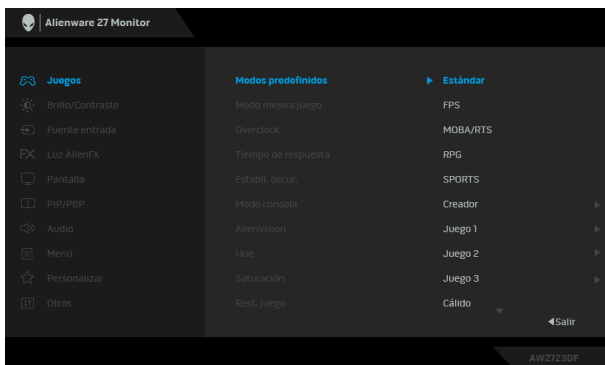 Alienware 27 Monitor
Juegos Modos predefinidos Estándar
Brillo/Contraste Modo mejora juego FPS
Fuente entrada Overclock MOBA/RTS
FX Luz AlienFX Tiempo de respuesta RPG
Pantalla Estabil. oscur. SPORTS
PIP/PBP Modo consola Creador
Audio AlienVision Juego 1
Menú Hue Juego 2
Personalizar Saturación Juego 3
Otros Rest. juego Cálido
Salir
AW2723DF